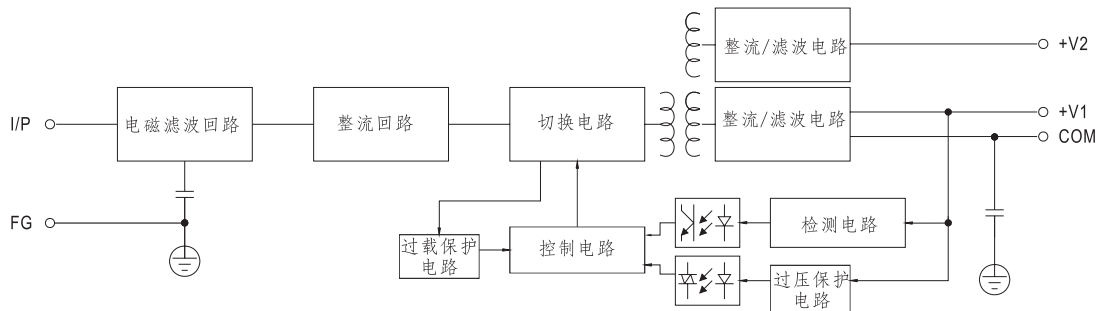 整流/滤波电路
+V2
I/P
电磁滤波回路
整流回路
切换电路
整流/滤波电路
+V1
COM
FG
过载保护
电路
控制电路
检测电路
过压保护
电路